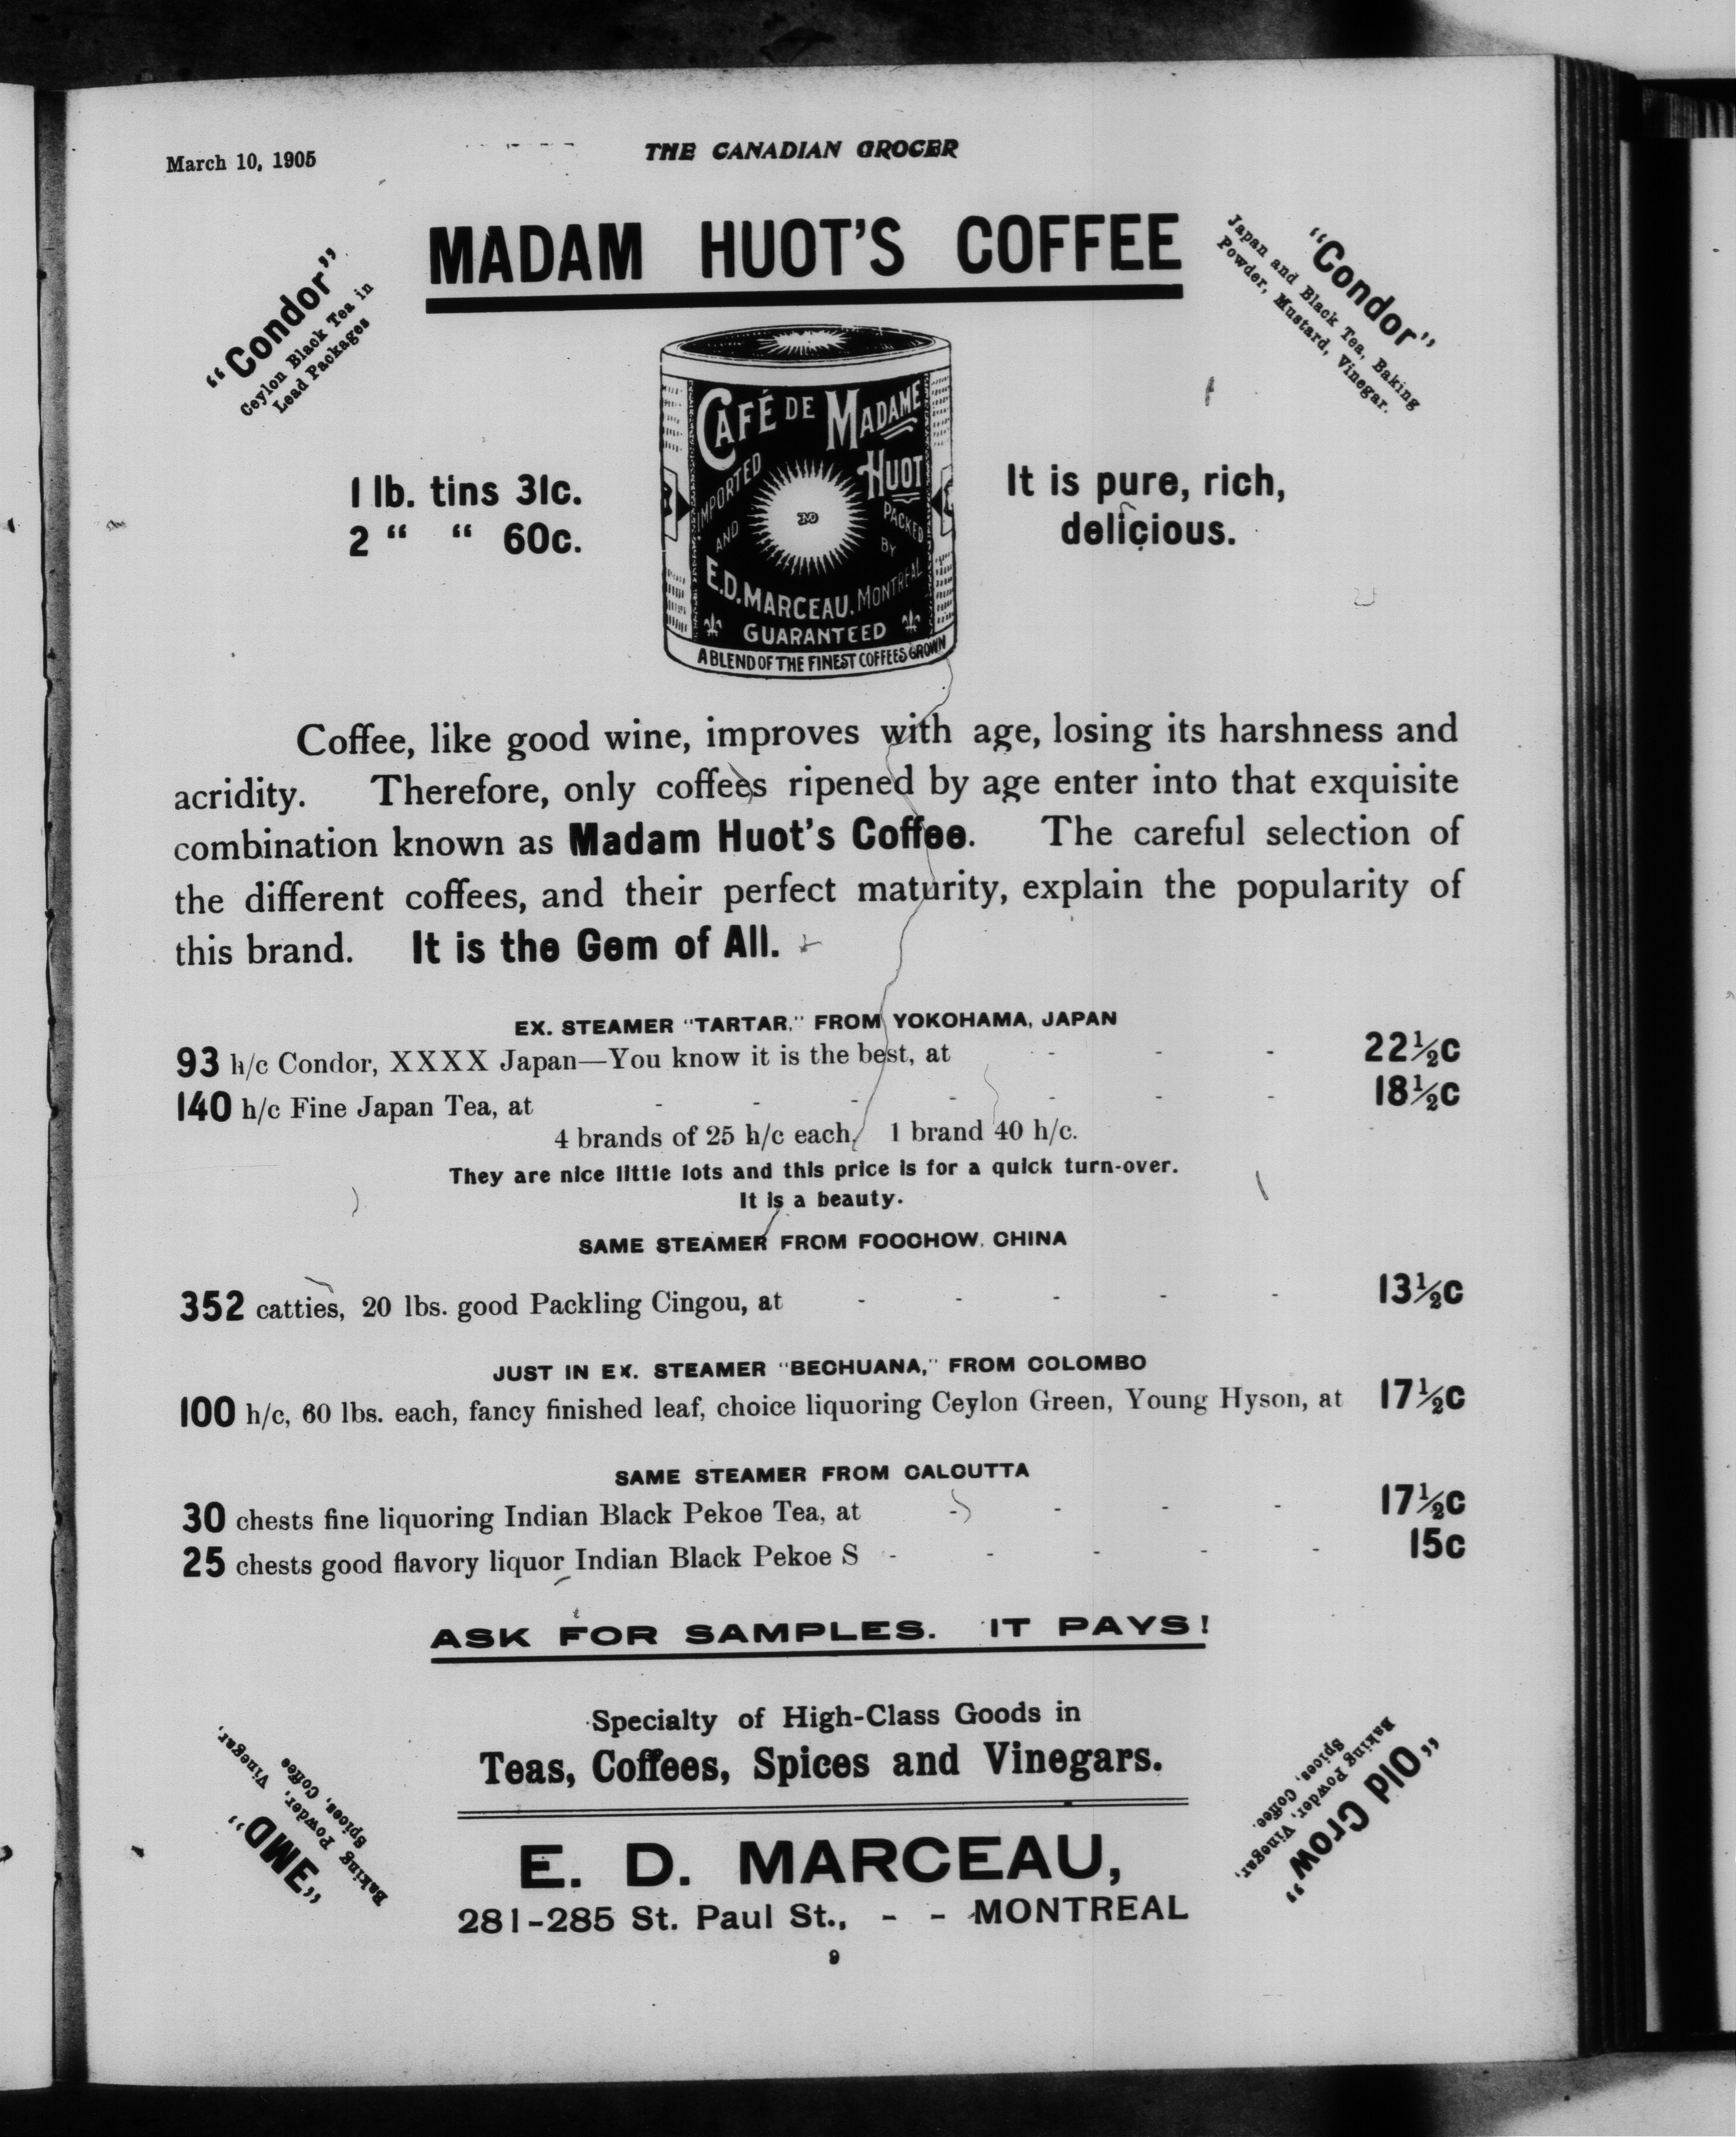 March 10, 1905
THE CANADIAN GROCER
MADAM HUOT'S COFFEE
"Condor"
Ceylon Black Tea in
Lead Packages
"Condor"
Japan and Black Tea, Baking
Powder, Mustard, Vinegar.
1 lb. tins 31c.
2 " " 60c.
CAFÉ DE MADAME
HUOT
IMPORTED
AND
PACKED
BY
E.D. MARCEAU. MONTREAL
GUARANTEED
A BLEND OF THE FINEST COFFEES GROWN
It is pure, rich,
delicious.
Coffee, like good wine, improves with age, losing its harshness and
acridity. Therefore, only coffees ripened by age enter into that exquisite
combination known as Madam Huot's Coffee. The careful selection of
the different coffees, and their perfect maturity, explain the popularity of
this brand. It is the Gem of All.
EX. STEAMER "TARTAR," FROM YOKOHAMA, JAPAN
93 h/c Condor, XXXX Japan—You know it is the best, at - - - 22½c
140 h/c Fine Japan Tea, at - - - - - - - 18½c
4 brands of 25 h/c each, 1 brand 40 h/c.
They are nice little lots and this price is for a quick turn-over.
It is a beauty.
SAME STEAMER FROM FOOCHOW, CHINA
352 catties, 20 lbs. good Packling Cingou, at - - - - - 13½c
JUST IN EX. STEAMER "BECHUANA," FROM COLOMBO
100 h/c, 60 lbs. each, fancy finished leaf, choice liquoring Ceylon Green, Young Hyson, at 17½c
SAME STEAMER FROM CALCUTTA
30 chests fine liquoring Indian Black Pekoe Tea, at - - - - 17½c
25 chests good flavory liquor Indian Black Pekoe S - - - - - 15c
ASK FOR SAMPLES. IT PAYS!
Specialty of High-Class Goods in
Teas, Coffees, Spices and Vinegars.
"EMD"
Baking Powder, Vinegar,
Spices, Coffee
"Old Crow"
Baking Powder, Vinegar,
Spices, Coffee.
E. D. MARCEAU,
281-285 St. Paul St., - - MONTREAL
9